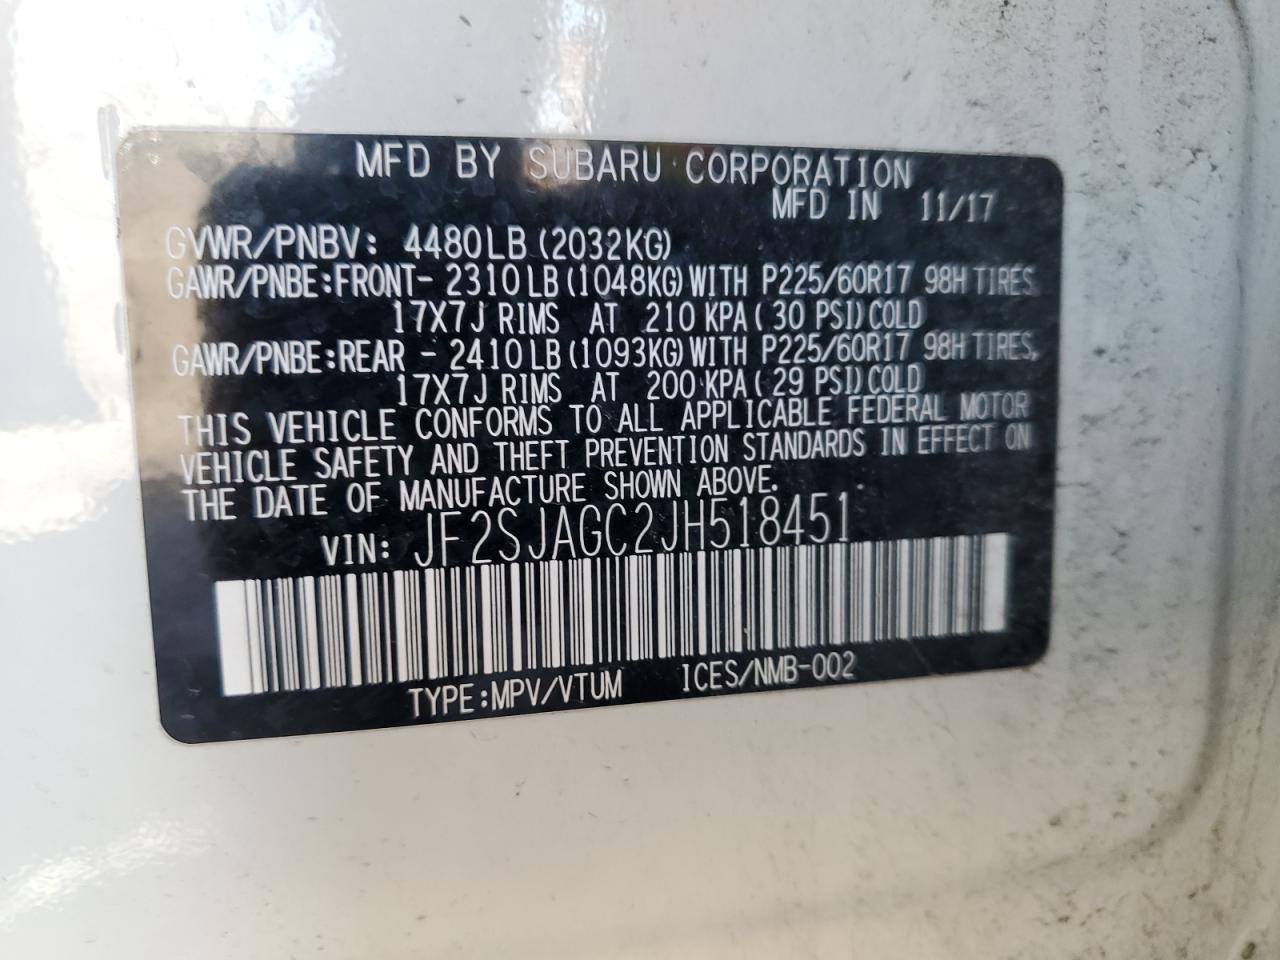 MFD BY SUBARU CORPORATION
MFD IN 11/17
GVWR/PNBV: 4480LB (2032KG)
GAWR/PNBE:FRONT- 2310LB (1048KG) WITH P225/60R17 98H TIRES,
17X7J RIMS AT 210 KPA ( 30 PSI) COLD
GAWR/PNBE:REAR - 2410LB (1093KG) WITH P225/60R17 98H TIRES,
17X7J RIMS AT 200 KPA ( 29 PSI) COLD
THIS VEHICLE CONFORMS TO ALL APPLICABLE FEDERAL MOTOR
VEHICLE SAFETY AND THEFT PREVENTION STANDARDS IN EFFECT ON
THE DATE OF MANUFACTURE SHOWN ABOVE.
VIN: JF2SJAGC2JH518451
TYPE:MPV/VTUM ICES/NMB-002